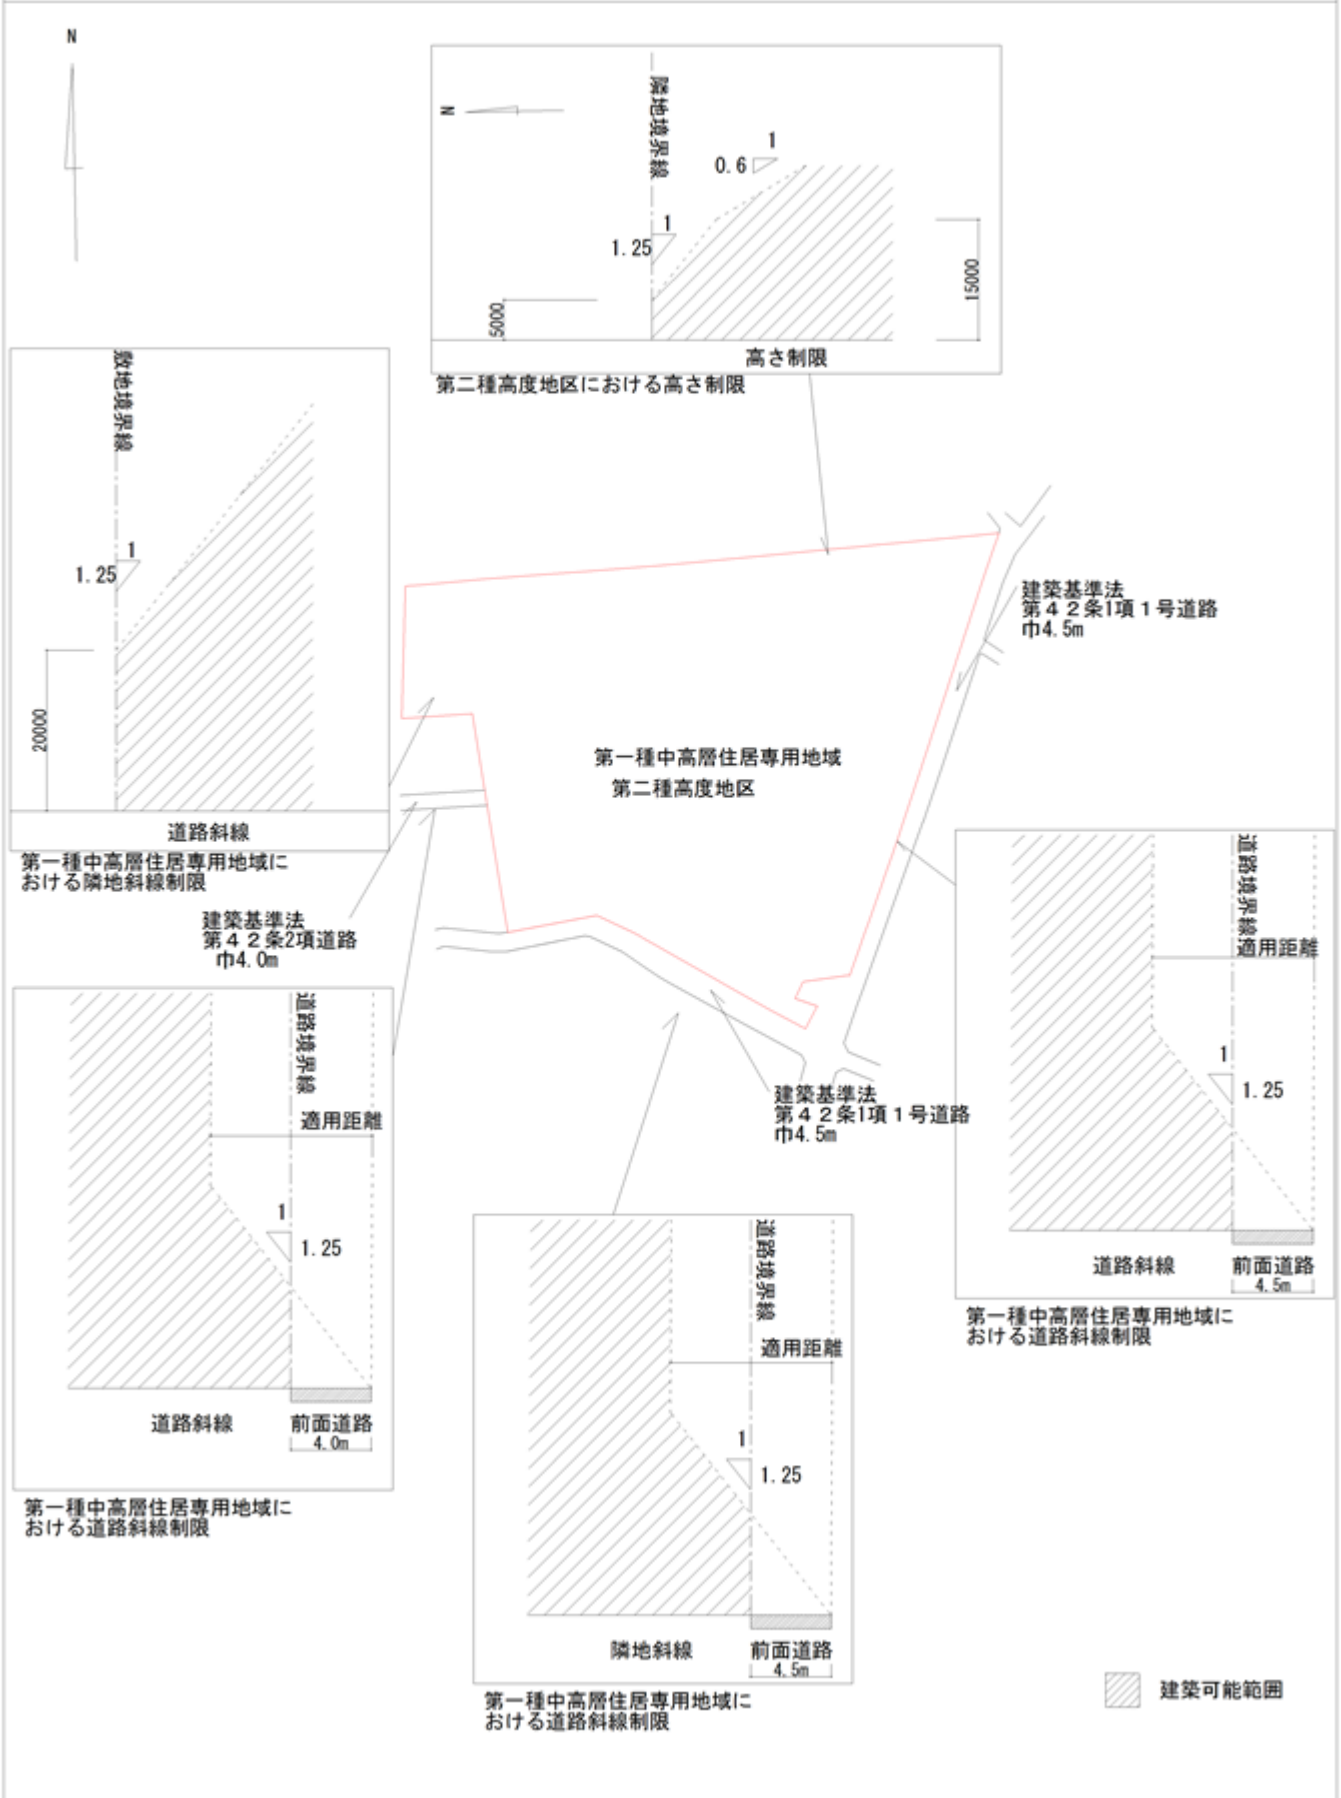 N
N
隣地境界線
1
0.6
1
1.25
5000
15000
高さ制限
第二種高度地区における高さ制限
敷地境界線
1
1.25
20000
道路斜線
第一種中高層住居専用地域に
おける隣地斜線制限
建築基準法
第42条1項1号道路
巾4.5m
第一種中高層住居専用地域
第二種高度地区
建築基準法
第42条2項道路
巾4.0m
道路境界線
適用距離
1
1.25
道路斜線
前面道路
4.5m
第一種中高層住居専用地域に
おける道路斜線制限
道路境界線
適用距離
1
1.25
道路斜線
前面道路
4.0m
第一種中高層住居専用地域に
おける道路斜線制限
建築基準法
第42条1項1号道路
巾4.5m
道路境界線
適用距離
1
1.25
隣地斜線
前面道路
4.5m
第一種中高層住居専用地域に
おける道路斜線制限
建築可能範囲